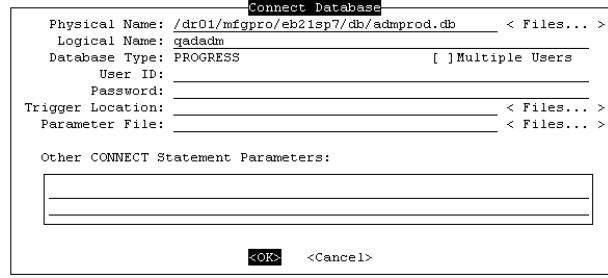 Connect Database
Physical Name: /dr01/mfgpro/eb21sp7/db/admprod.db < Files... >
Logical Name: qadadm
Database Type: PROGRESS [ ]Multiple Users
User ID:
Password:
Trigger Location: < Files... >
Parameter File: < Files... >
Other CONNECT Statement Parameters:
<OK> <Cancel>